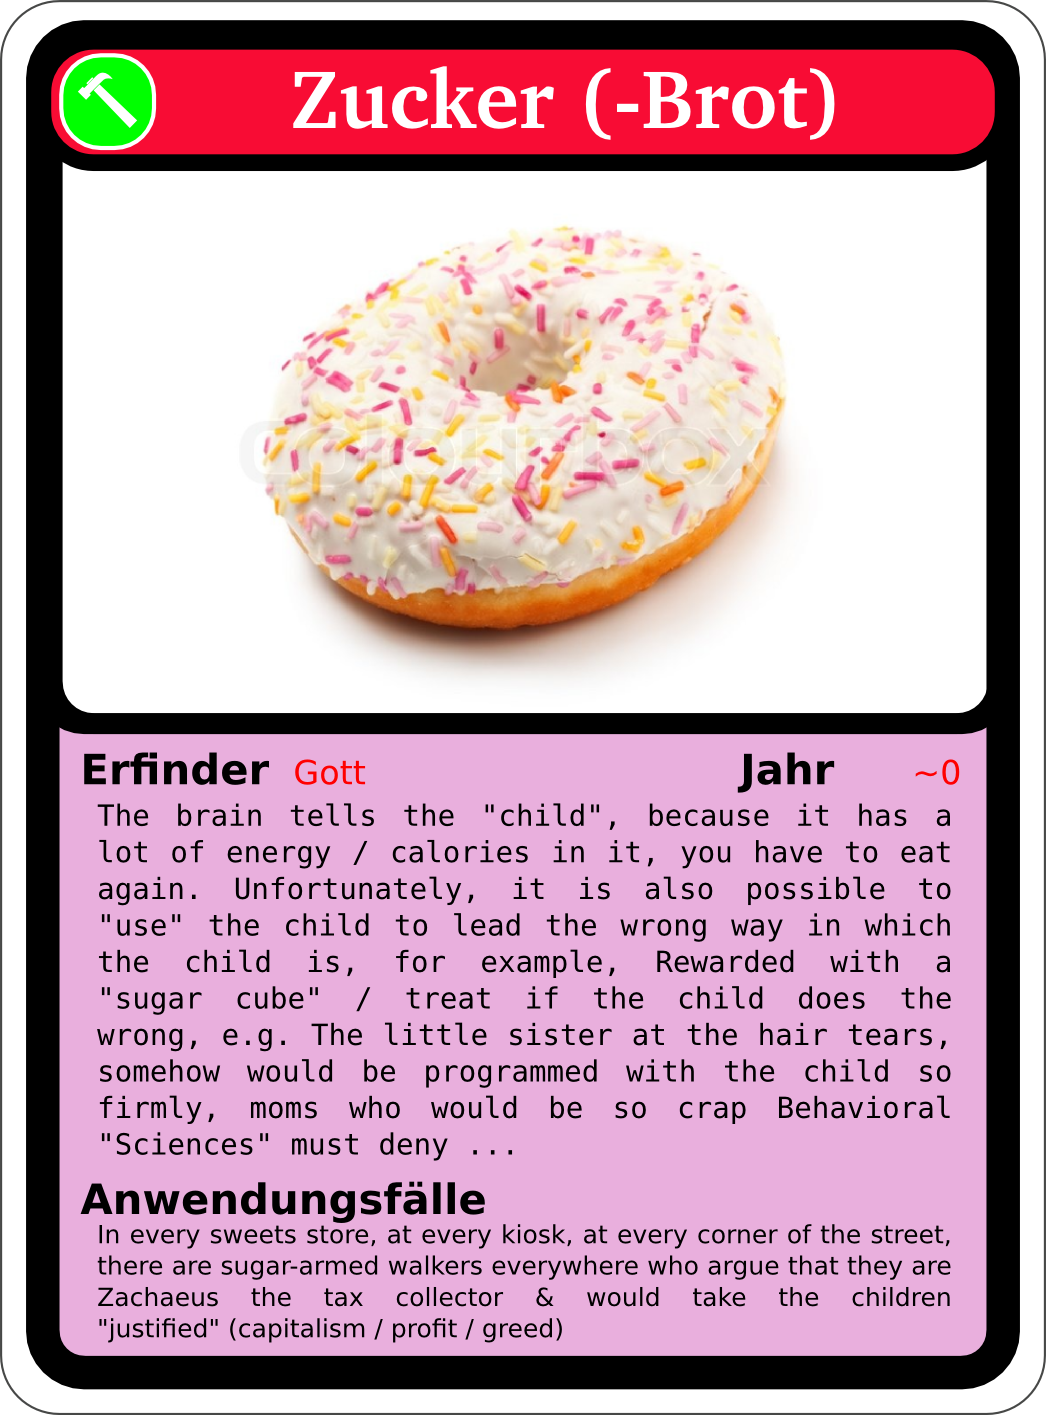 Zucker (-Brot)
colourbox
Erfinder Gott Jahr ~0
The brain tells the "child", because it has a
lot of energy / calories in it, you have to eat
again. Unfortunately, it is also possible to
"use" the child to lead the wrong way in which
the child is, for example, Rewarded with a
"sugar cube" / treat if the child does the
wrong, e.g. The little sister at the hair tears,
somehow would be programmed with the child so
firmly, moms who would be so crap Behavioral
"Sciences" must deny ...
Anwendungsfälle
In every sweets store, at every kiosk, at every corner of the street,
there are sugar-armed walkers everywhere who argue that they are
Zachaeus the tax collector & would take the children
"justified" (capitalism / profit / greed)